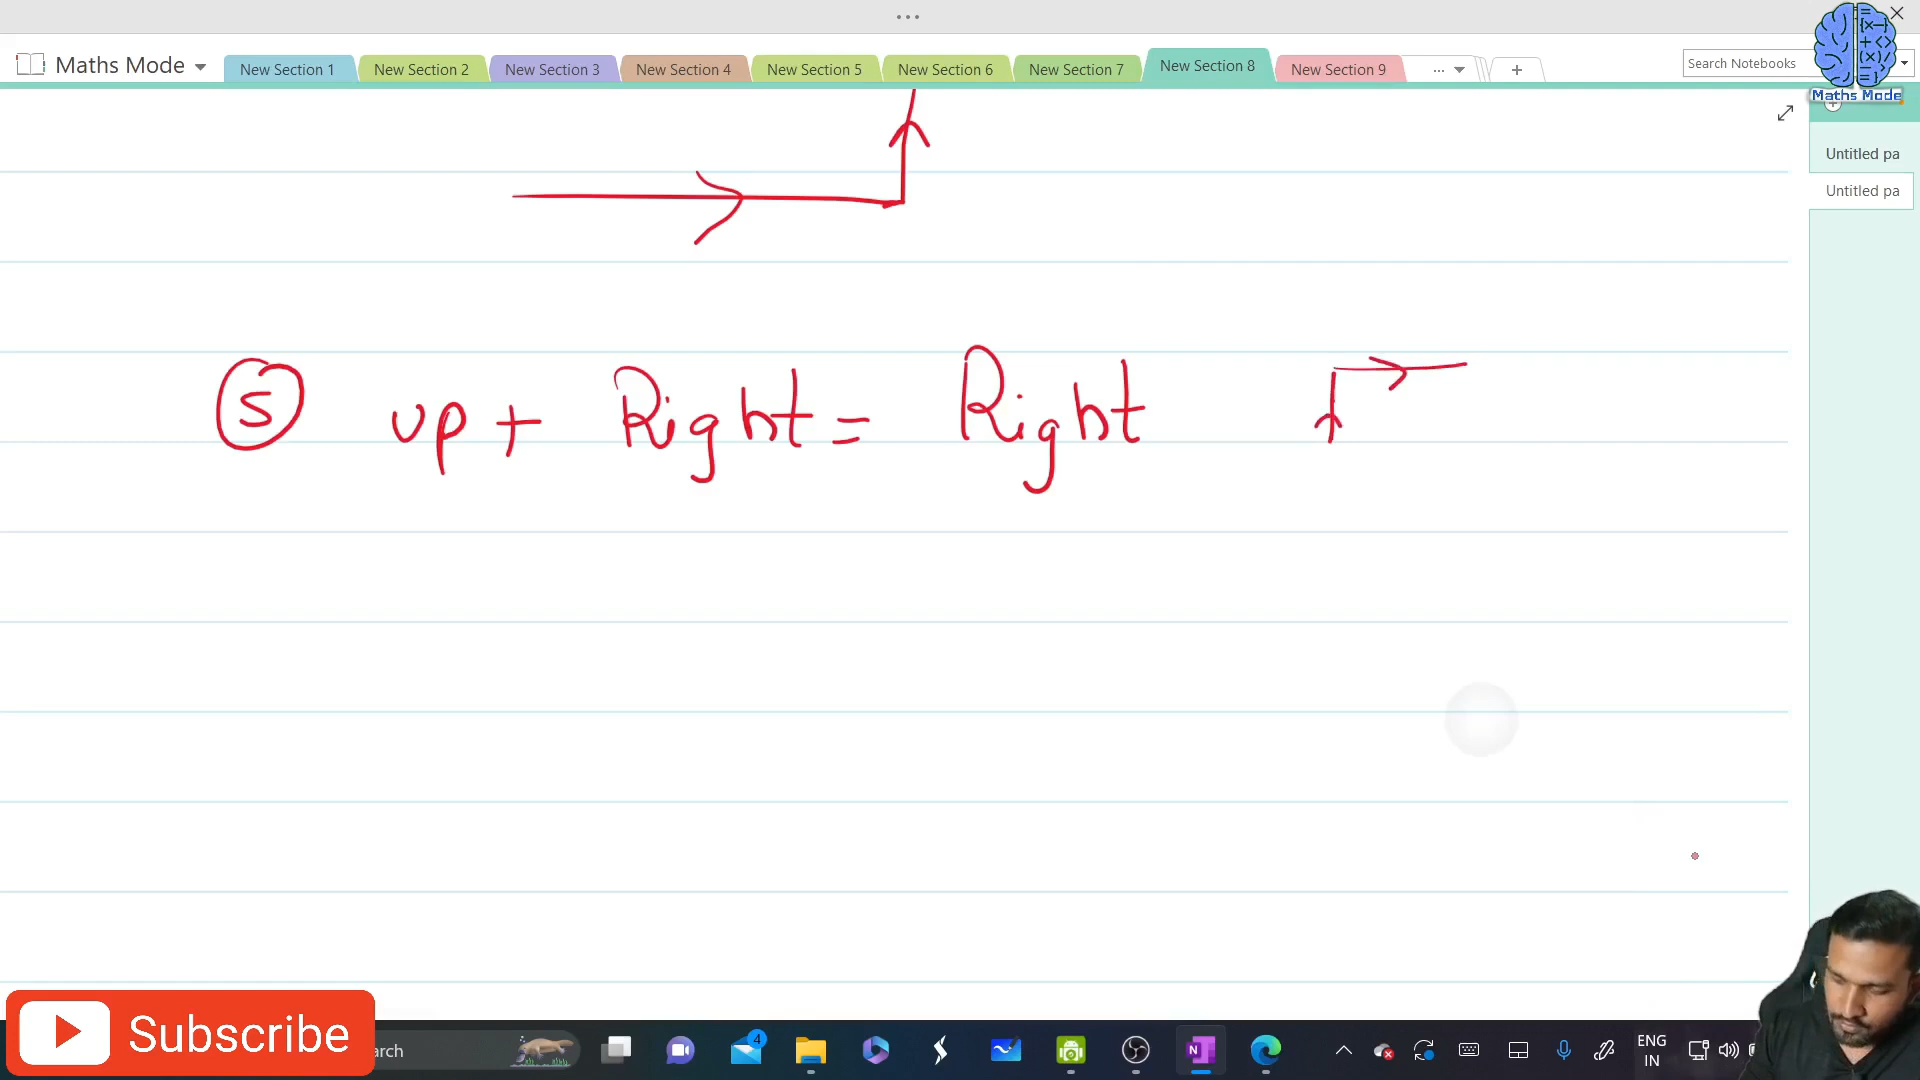 Maths Mode
New Section 1
New Section 2
New Section 3
New Section 4
New Section 5
New Section 6
New Section 7
New Section 8
New Section 9
Search Notebooks
Maths Mode
Untitled pa
Untitled pa
5 up + Right = Right
Subscribe
arch
4
ENG
IN